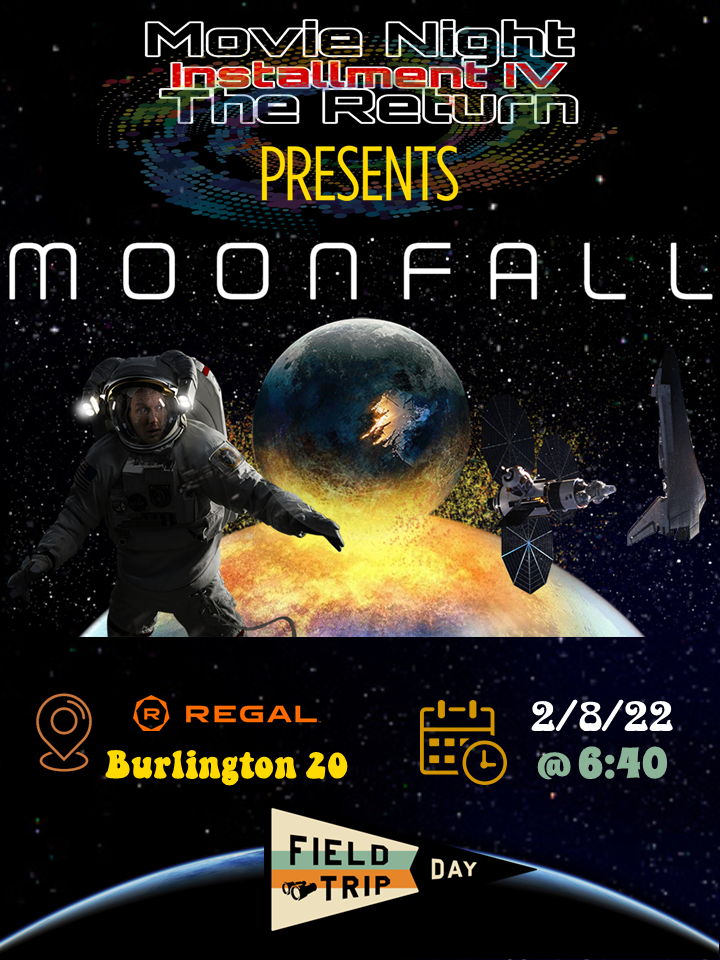 Movie Night
Installment IV
The Return
PRESENTS
MOONFALL
R REGAL
Burlington 20
2/8/22
@ 6:40
FIELD
TRIP
DAY